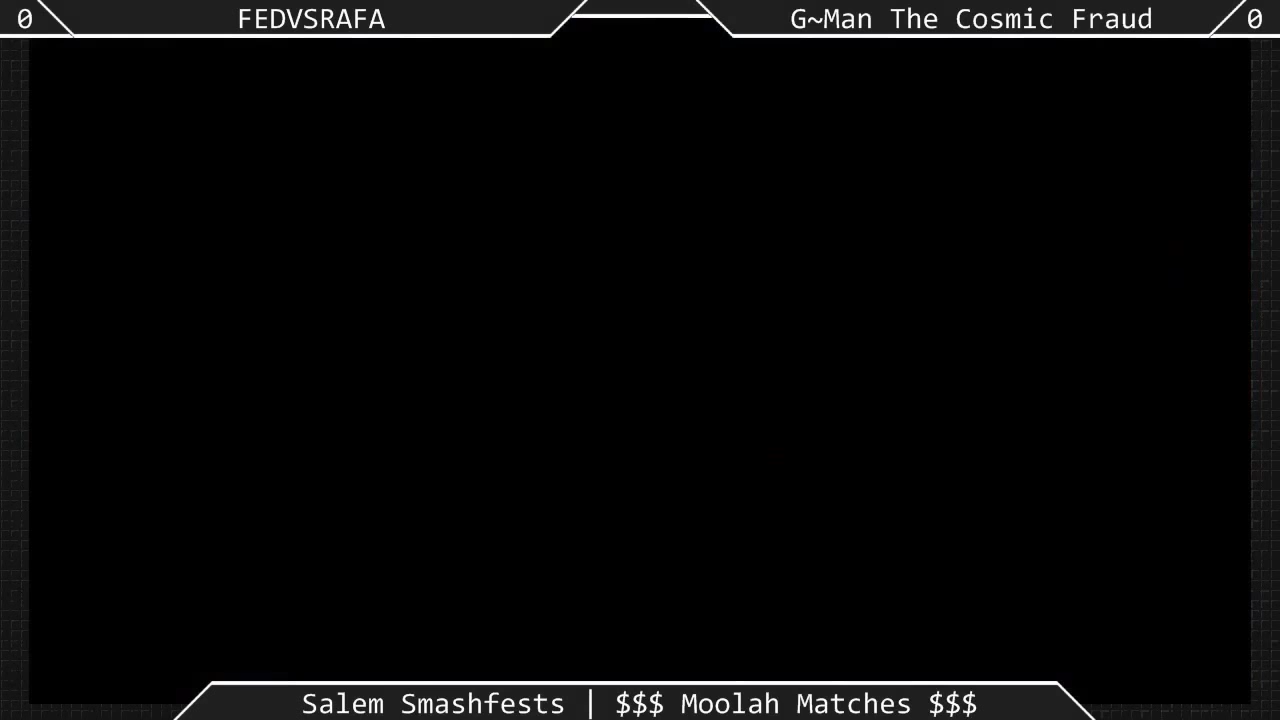 0 FEDVSRAFA G~Man The Cosmic Fraud 0
Salem Smashfests | $$$ Moolah Matches $$$